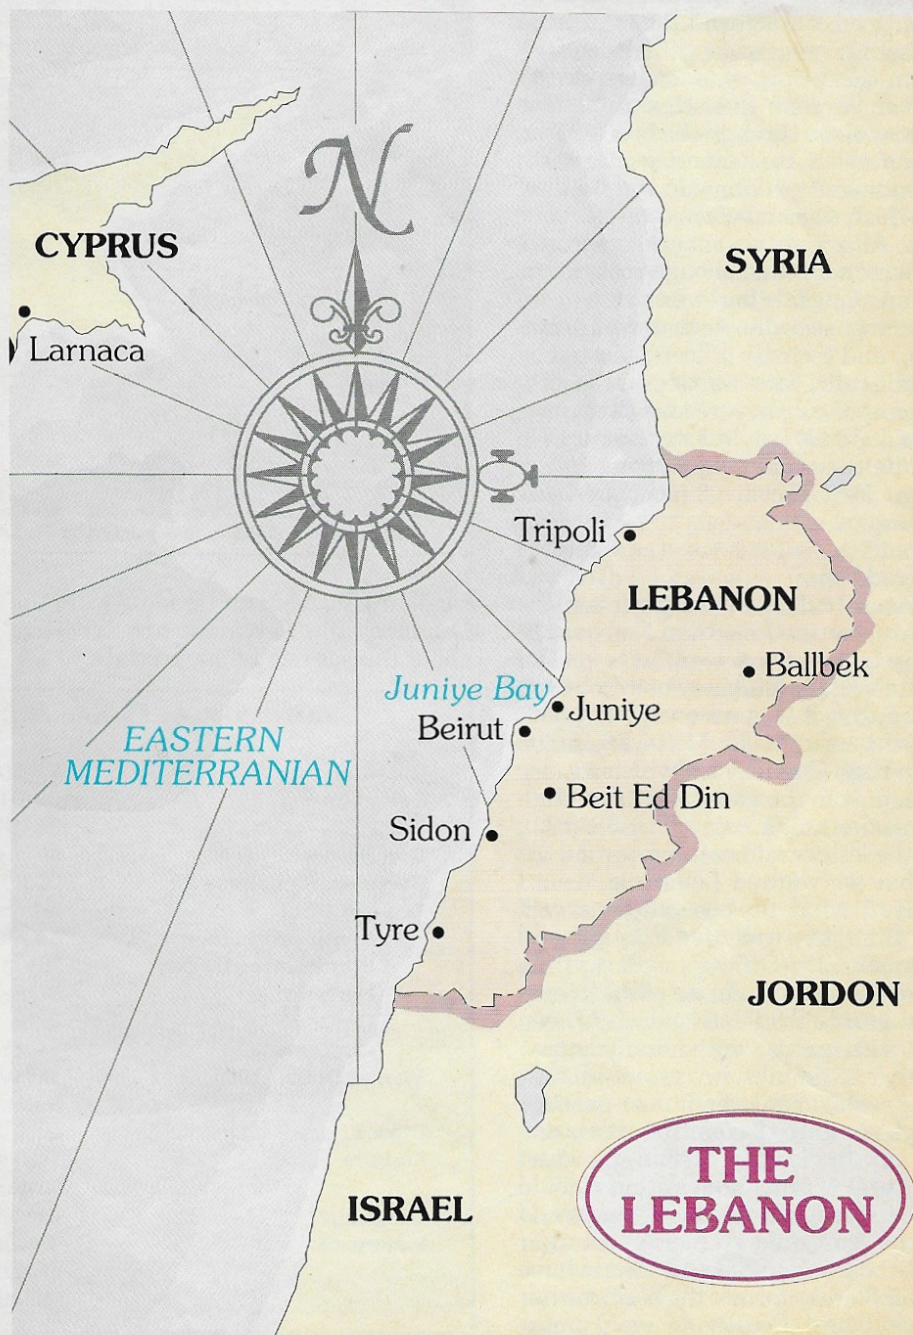 N
CYPRUS
SYRIA
Larnaca
Tripoli
LEBANON
Ballbek
Juniye Bay
Juniye
Beirut
EASTERN
MEDITERRANIAN
Beit Ed Din
Sidon
Tyre
JORDON
THE
LEBANON
ISRAEL